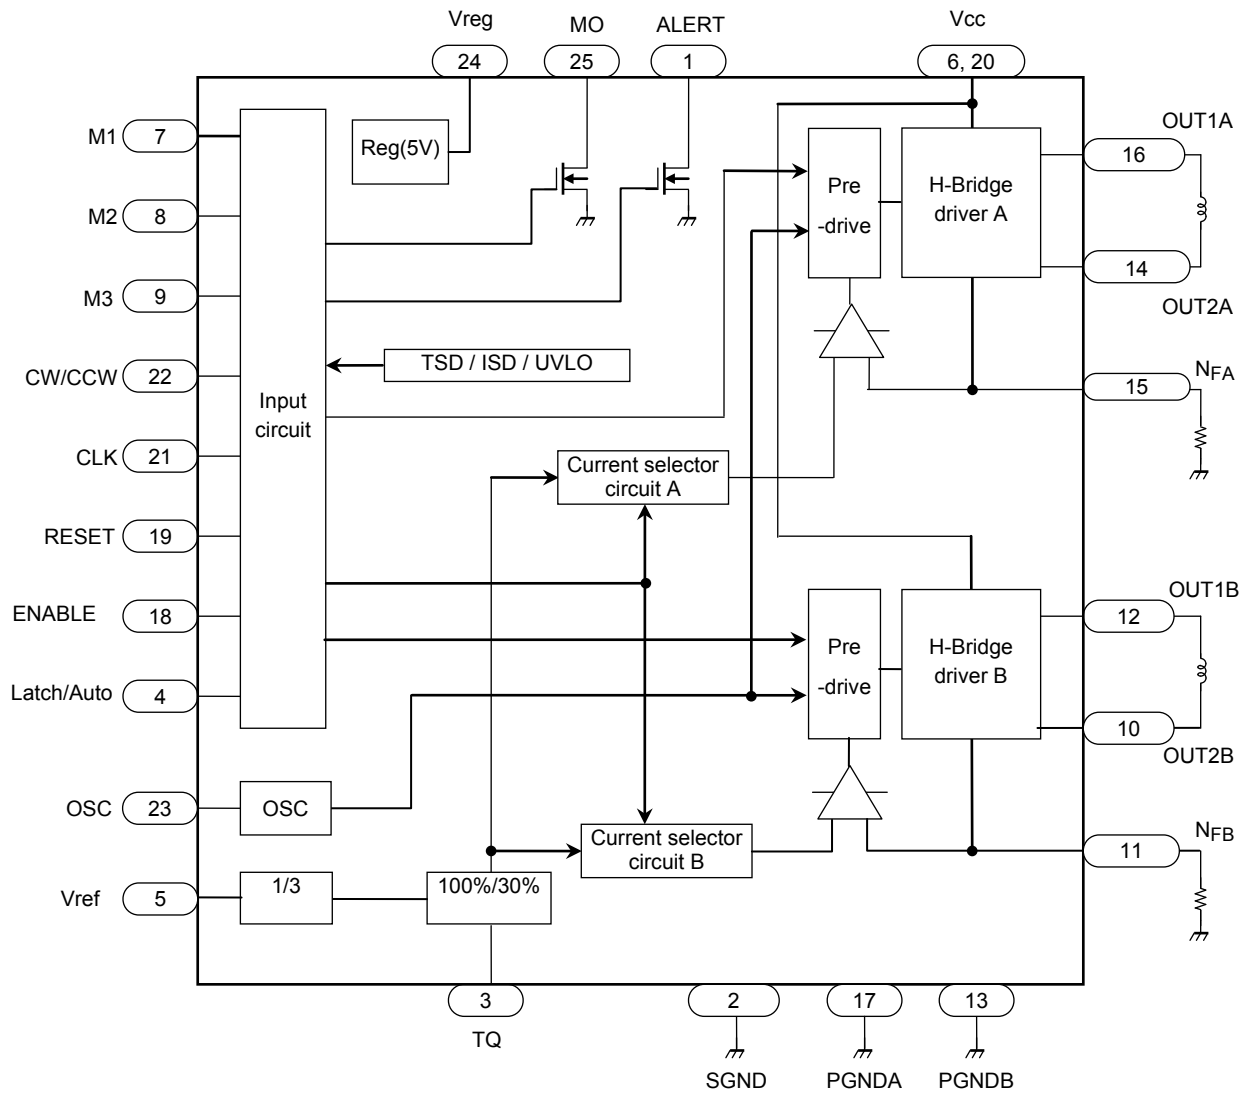 Vreg
MO
ALERT
Vcc
24
25
1
6, 20
M1
7
M2
8
M3
9
CW/CCW
22
CLK
21
RESET
19
ENABLE
18
Latch/Auto
4
OSC
23
Vref
5
Input
circuit
Reg(5V)
TSD / ISD / UVLO
Current selector
circuit A
Pre
-drive
H-Bridge
driver A
OUT1A
16
14
OUT2A
NFA
15
Pre
-drive
H-Bridge
driver B
OUT1B
12
10
OUT2B
NFB
11
OSC
Current selector
circuit B
1/3
100%/30%
3
TQ
2
SGND
17
PGNDA
13
PGNDB